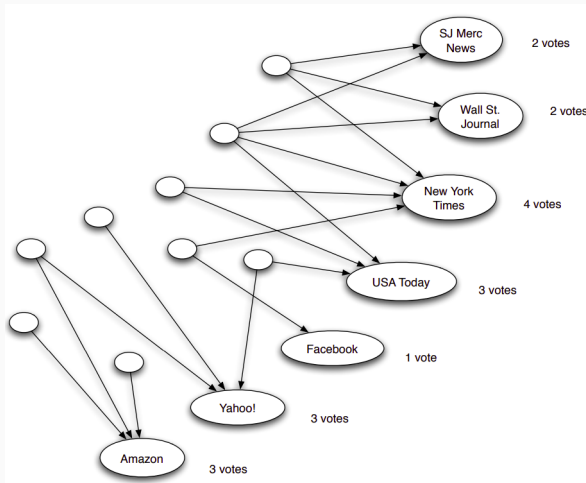 SJ Merc
News
2 votes
Wall St.
Journal
2 votes
New York
Times
4 votes
USA Today
3 votes
Facebook
1 vote
Yahoo!
3 votes
Amazon
3 votes